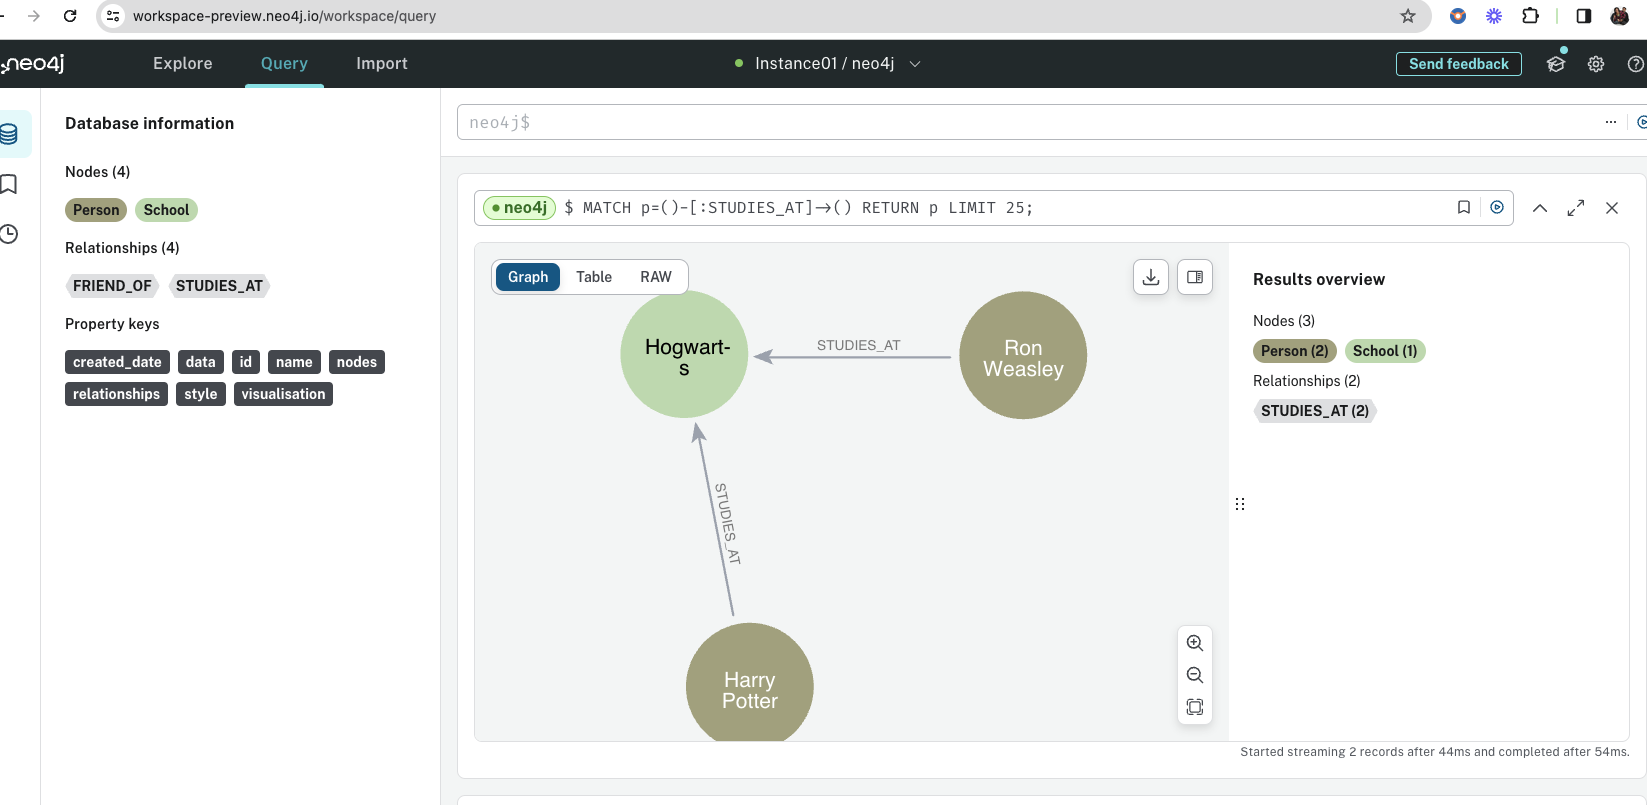 workspace-preview.neo4j.io/workspace/query
neo4j
Explore
Query
Import
Instance01 / neo4j
Send feedback
Database information
Nodes (4)
Person
School
Relationships (4)
FRIEND_OF
STUDIES_AT
Property keys
created_date
data
id
name
nodes
relationships
style
visualisation
neo4j$
neo4j
$ MATCH p=()-[:STUDIES_AT]->() RETURN p LIMIT 25;
Graph
Table
RAW
Hogwart-
s
STUDIES_AT
Ron
Weasley
STUDIES_AT
Harry
Potter
Results overview
Nodes (3)
Person (2)
School (1)
Relationships (2)
STUDIES_AT (2)
Started streaming 2 records after 44ms and completed after 54ms.